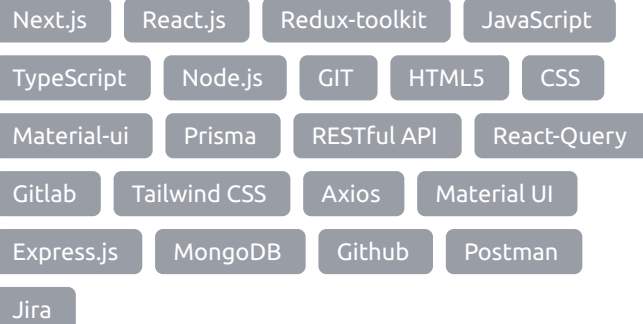 Next.js React.js Redux-toolkit JavaScript
TypeScript Node.js GIT HTML5 CSS
Material-ui Prisma RESTful API React-Query
Gitlab Tailwind CSS Axios Material UI
Express.js MongoDB Github Postman
Jira